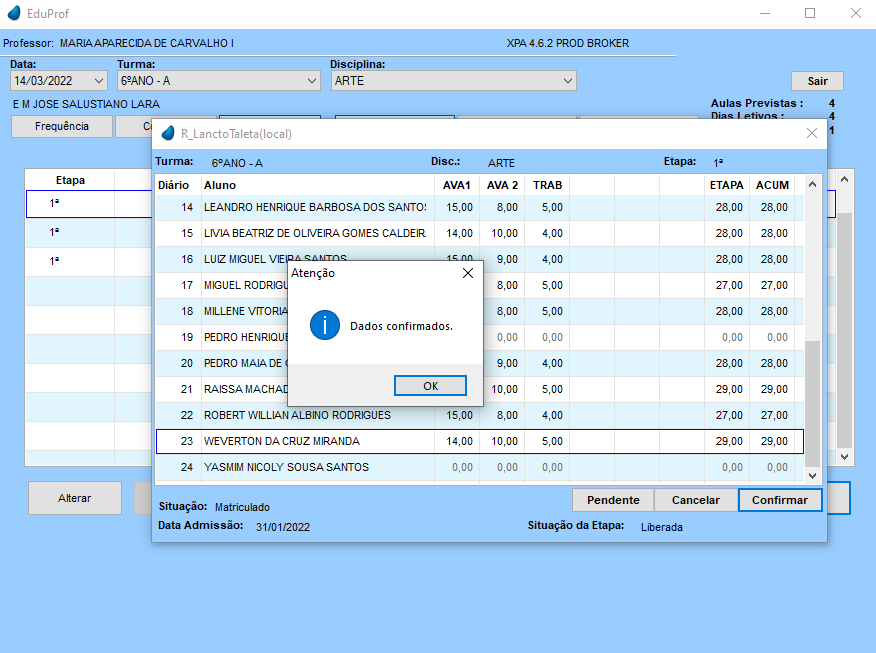 EduProf
Professor: MARIA APARECIDA DE CARVALHO I XPA 4.6.2 PROD BROKER
Data: Turma: Disciplina:
14/03/2022 6ºANO - A ARTE Sair
E M JOSE SALUSTIANO LARA Aulas Previstas : 4
Dias Letivos : 4
Frequência 1
R_LanctoTaleta(local)
Turma: 6ºANO - A Disc.: ARTE Etapa: 1ª
Etapa
1ª
1ª
1ª
Diário Aluno AVA1 AVA 2 TRAB ETAPA ACUM
14 LEANDRO HENRIQUE BARBOSA DOS SANTOS 15,00 8,00 5,00 28,00 28,00
15 LIVIA BEATRIZ DE OLIVEIRA GOMES CALDEIR 14,00 10,00 4,00 28,00 28,00
16 LUIZ MIGUEL VIEIRA SANTOS 15,00 9,00 4,00 28,00 28,00
17 MIGUEL RODRIGU 8,00 5,00 27,00 27,00
18 MILLENE VITORIA 8,00 5,00 28,00 28,00
19 PEDRO HENRIQUE 0,00 0,00 0,00 0,00
20 PEDRO MAIA DE 9,00 4,00 28,00 28,00
21 RAISSA MACHAD 10,00 5,00 29,00 29,00
22 ROBERT WILLIAN ALBINO RODRIGUES 15,00 8,00 4,00 27,00 27,00
23 WEVERTON DA CRUZ MIRANDA 14,00 10,00 5,00 29,00 29,00
24 YASMIM NICOLY SOUSA SANTOS 0,00 0,00 0,00 0,00 0,00
Atenção
Dados confirmados.
OK
Alterar
Pendente Cancelar Confirmar
Situação: Matriculado
Data Admissão: 31/01/2022 Situação da Etapa: Liberada